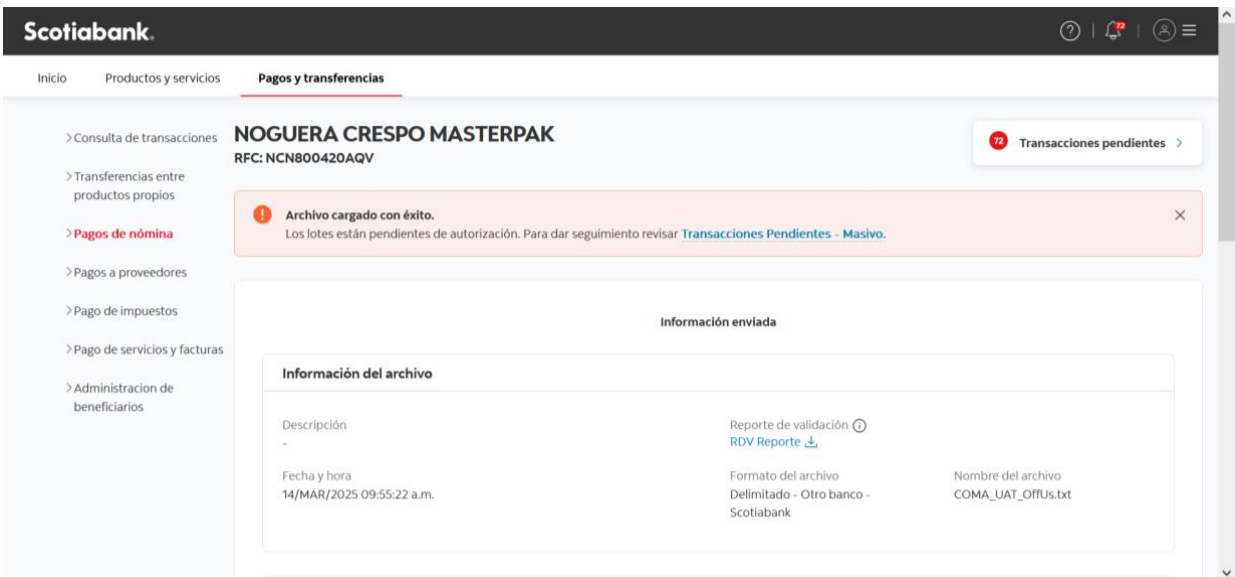 Scotiabank.
72
Inicio Productos y servicios Pagos y transferencias
>Consulta de transacciones
>Transferencias entre
productos propios
>Pagos de nómina
>Pagos a proveedores
>Pago de impuestos
>Pago de servicios y facturas
>Administracion de
beneficiarios
NOGUERA CRESPO MASTERPAK
RFC: NCN800420AQV
72 Transacciones pendientes >
Archivo cargado con éxito.
Los lotes están pendientes de autorización. Para dar seguimiento revisar Transacciones Pendientes - Masivo.
Información enviada
Información del archivo
Descripción
-
Reporte de validación
RDV Reporte
Fecha y hora
14/MAR/2025 09:55:22 a.m.
Formato del archivo
Delimitado - Otro banco -
Scotiabank
Nombre del archivo
COMA_UAT_OffUs.txt